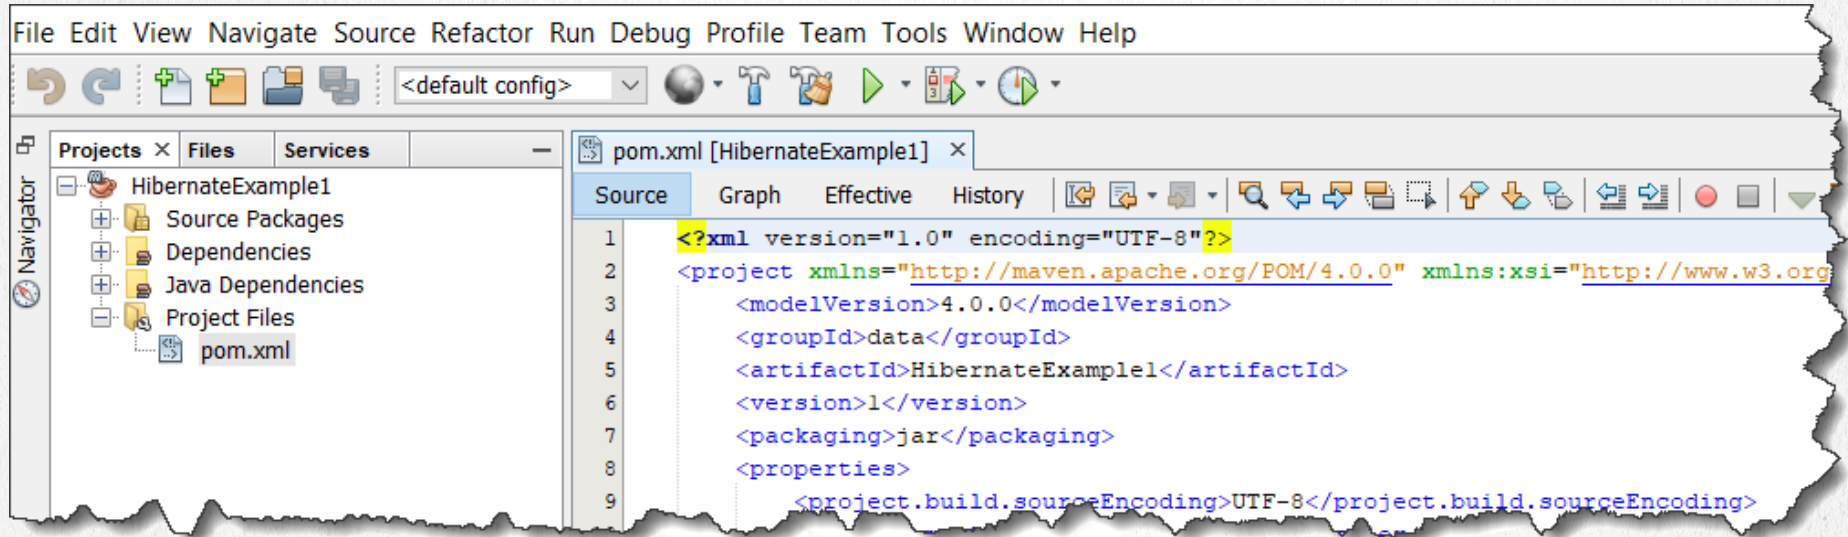 File Edit View Navigate Source Refactor Run Debug Profile Team Tools Window Help
<default config>
Projects Files Services
Navigator
HibernateExample1
Source Packages
Dependencies
Java Dependencies
Project Files
pom.xml
pom.xml [HibernateExample1]
Source Graph Effective History
1 <?xml version="1.0" encoding="UTF-8"?>
2 <project xmlns="http://maven.apache.org/POM/4.0.0" xmlns:xsi="http://www.w3.org
3 <modelVersion>4.0.0</modelVersion>
4 <groupId>data</groupId>
5 <artifactId>HibernateExample1</artifactId>
6 <version>1</version>
7 <packaging>jar</packaging>
8 <properties>
9 <project.build.sourceEncoding>UTF-8</project.build.sourceEncoding>